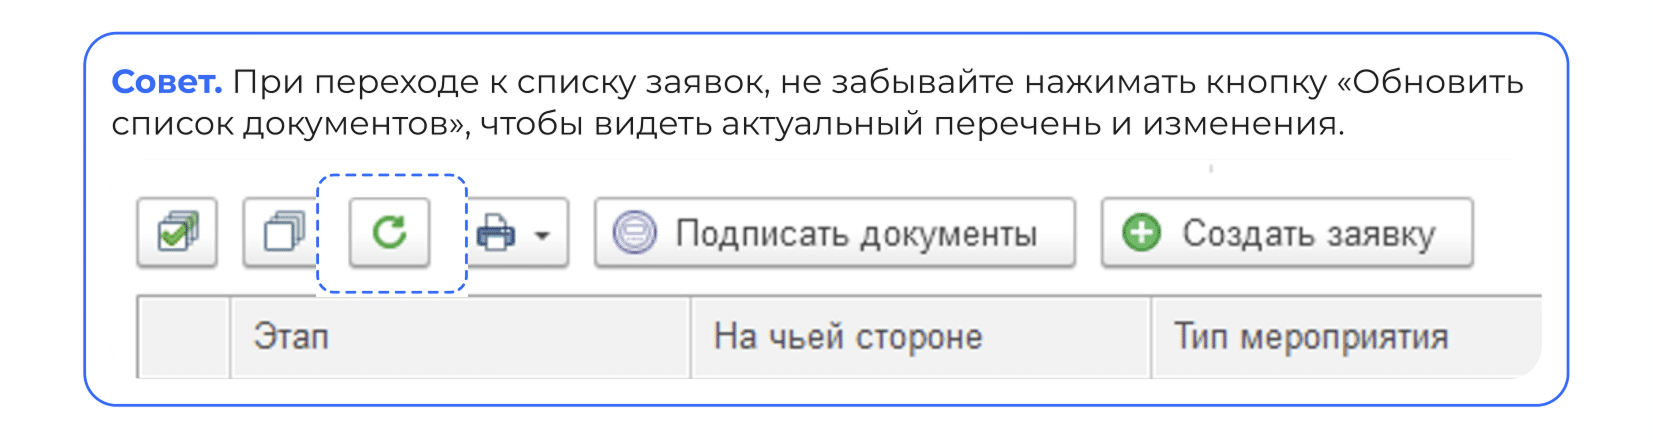 Совет. При переходе к списку заявок, не забывайте нажимать кнопку «Обновить
список документов», чтобы видеть актуальный перечень и изменения.
Подписать документы Создать заявку
Этап На чьей стороне Тип мероприятия